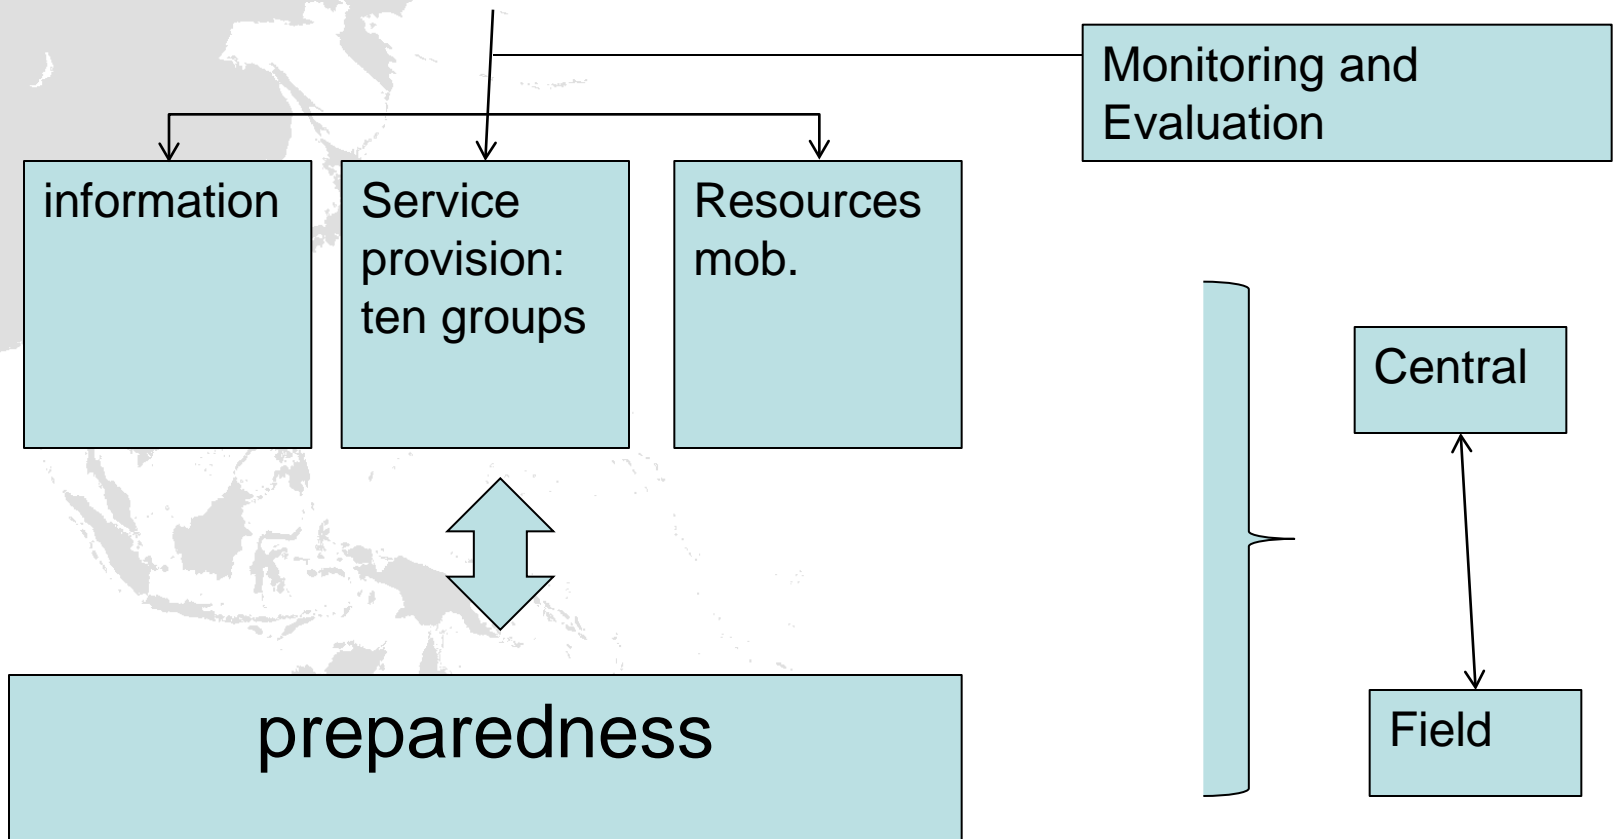 Monitoring and
Evaluation
information
Service
provision:
ten groups
Resources
mob.
Central
Field
preparedness